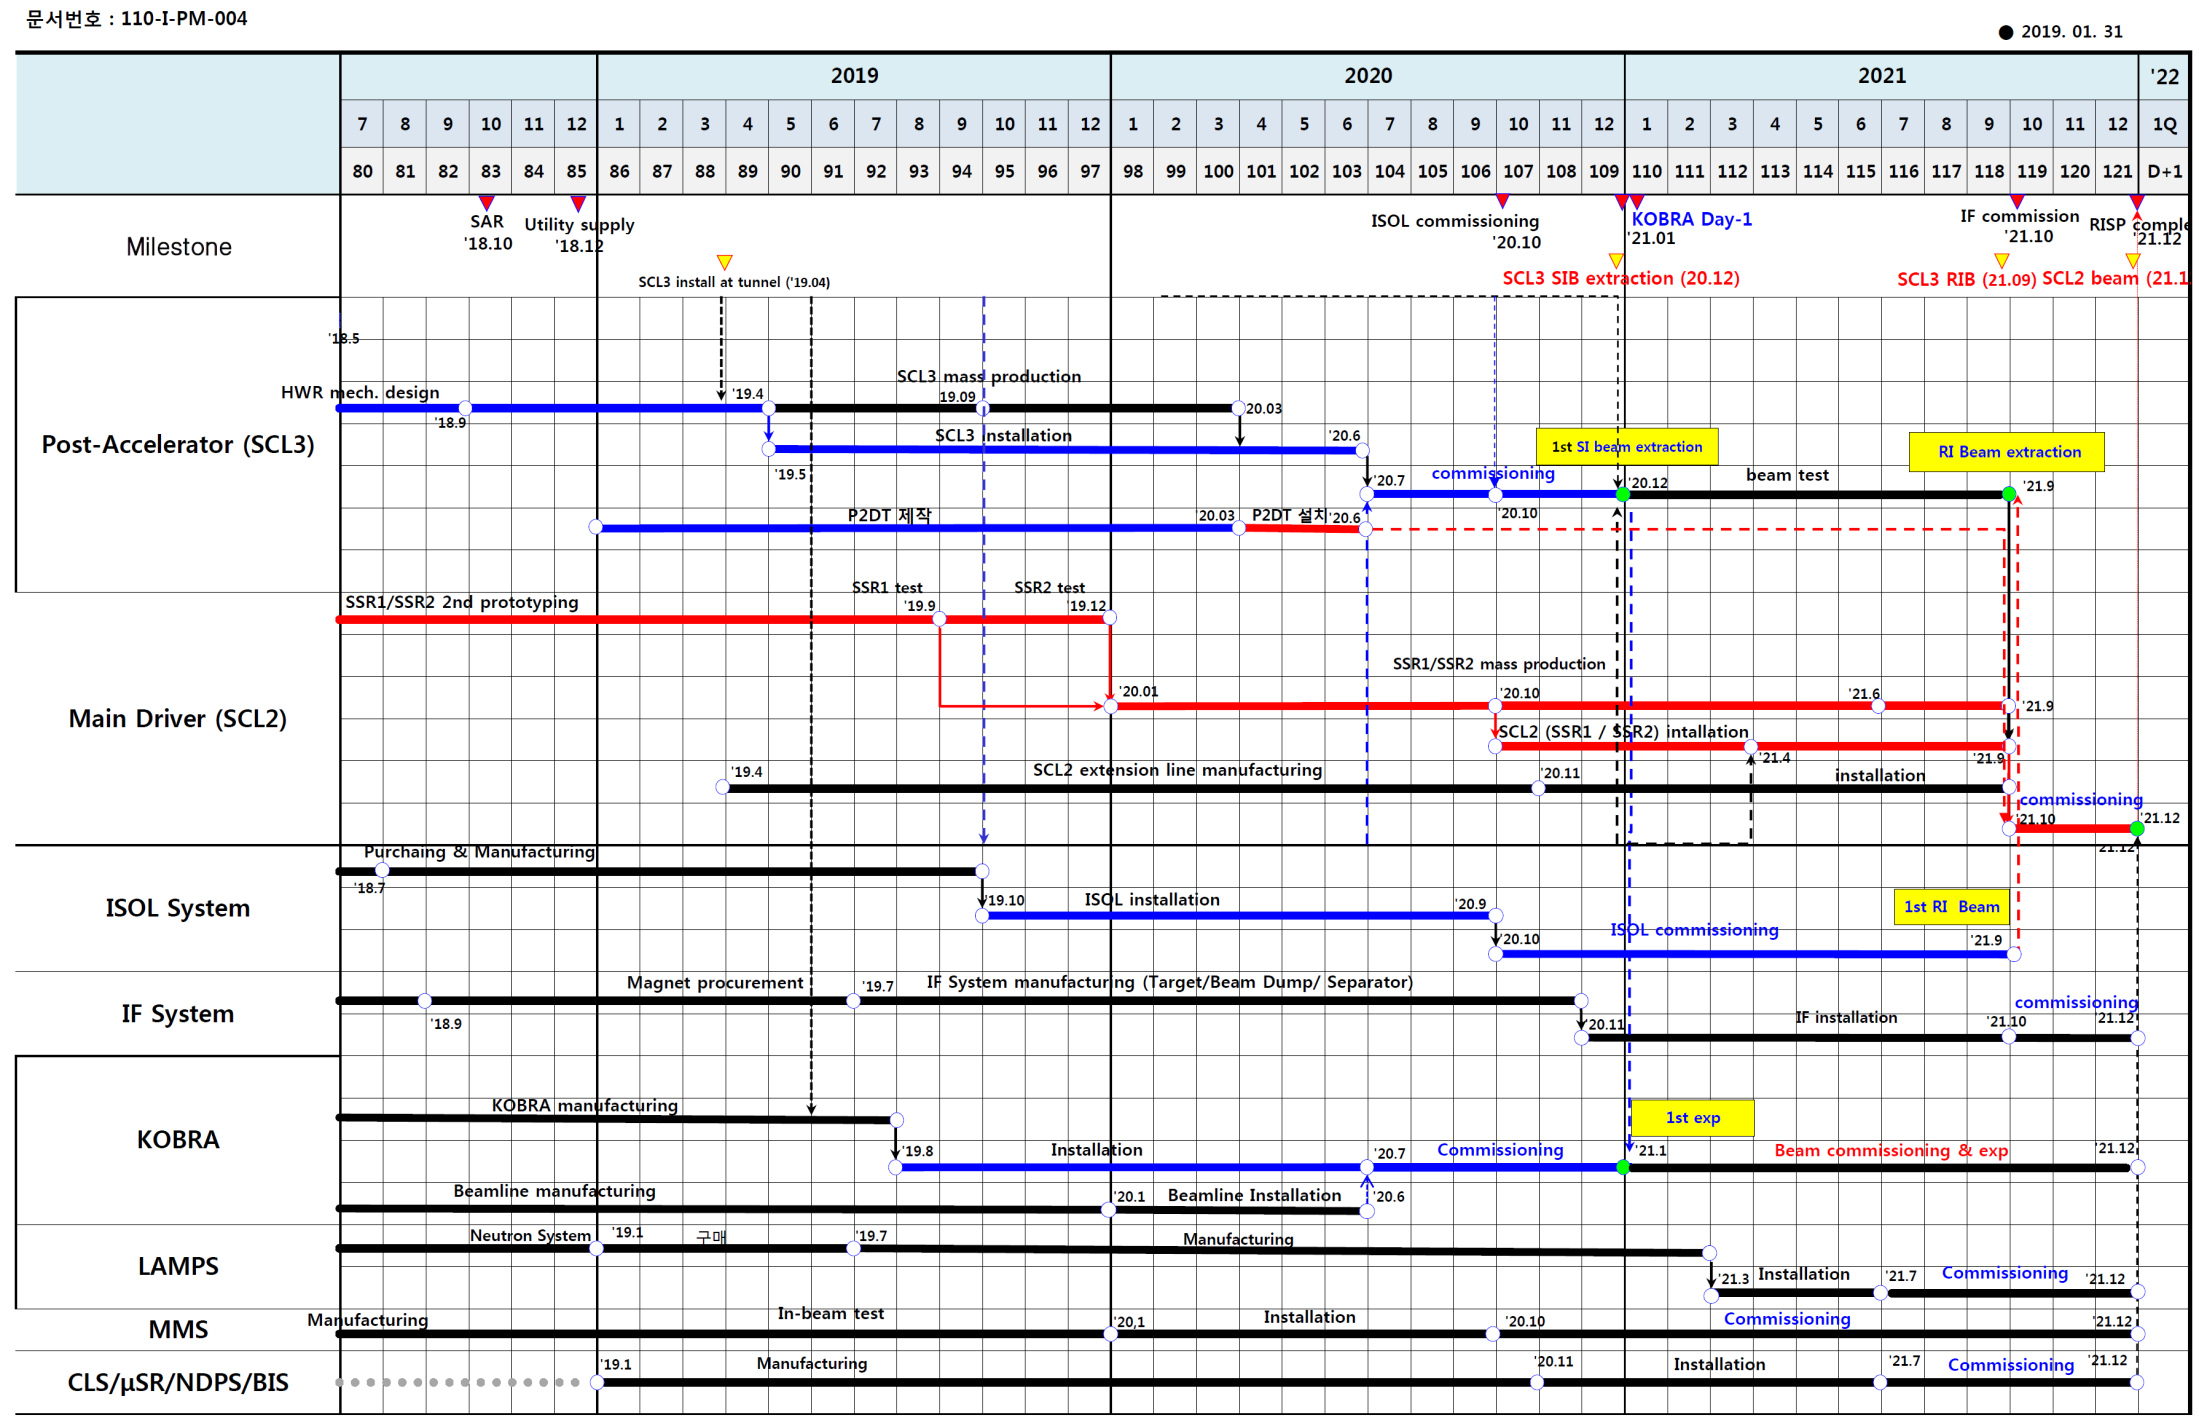 문서번호 : 110-I-PM-004
● 2019. 01. 31
2019 2020 2021 '22
7 8 9 10 11 12 1 2 3 4 5 6 7 8 9 10 11 12 1 2 3 4 5 6 7 8 9 10 11 12 1 2 3 4 5 6 7 8 9 10 11 12 1Q
80 81 82 83 84 85 86 87 88 89 90 91 92 93 94 95 96 97 98 99 100 101 102 103 104 105 106 107 108 109 110 111 112 113 114 115 116 117 118 119 120 121 D+1
Milestone
SAR
'18.10
Utility supply
'18.12
SCL3 install at tunnel ('19.04)
ISOL commissioning
'20.10
KOBRA Day-1
'21.01
SCL3 SIB extraction (20.12)
IF commission
'21.10
RISP comple
'21.12
SCL3 RIB (21.09)
SCL2 beam (21.1
Post-Accelerator (SCL3)
'18.5
HWR mech. design
'18.9
'19.4
SCL3 mass production
19.09
20.03
SCL3 installation
'19.5
'20.6
1st SI beam extraction
RI Beam extraction
'20.7
commissioning
'20.10
'20.12
beam test
'21.9
P2DT 제작
'20.03
P2DT 설치
'20.6
Main Driver (SCL2)
SSR1/SSR2 2nd prototyping
SSR1 test
'19.9
SSR2 test
'19.12
SSR1/SSR2 mass production
'20.01
'20.10
'21.6
'21.9
SCL2 (SSR1 / SSR2) intallation
'21.4
'21.9
'19.4
SCL2 extension line manufacturing
'20.11
installation
commissioning
'21.10
'21.12
21.12
ISOL System
Purchaing & Manufacturing
'18.7
'19.10
ISOL installation
'20.9
1st RI Beam
'20.10
ISOL commissioning
'21.9
IF System
Magnet procurement
'18.9
'19.7
IF System manufacturing (Target/Beam Dump/ Separator)
'20.11
IF installation
'21.10
commissioning
'21.12
KOBRA
KOBRA manufacturing
1st exp
'19.8
Installation
'20.7
Commissioning
'21.1
Beam commissioning & exp
'21.12
Beamline manufacturing
'20.1
Beamline Installation
'20.6
LAMPS
Neutron System
'19.1
구매
'19.7
Manufacturing
'21.3
Installation
'21.7
Commissioning
'21.12
MMS
Manufacturing
In-beam test
'20,1
Installation
'20.10
Commissioning
'21.12
CLS/μSR/NDPS/BIS
'19.1
Manufacturing
'20.11
Installation
'21.7
Commissioning
'21.12